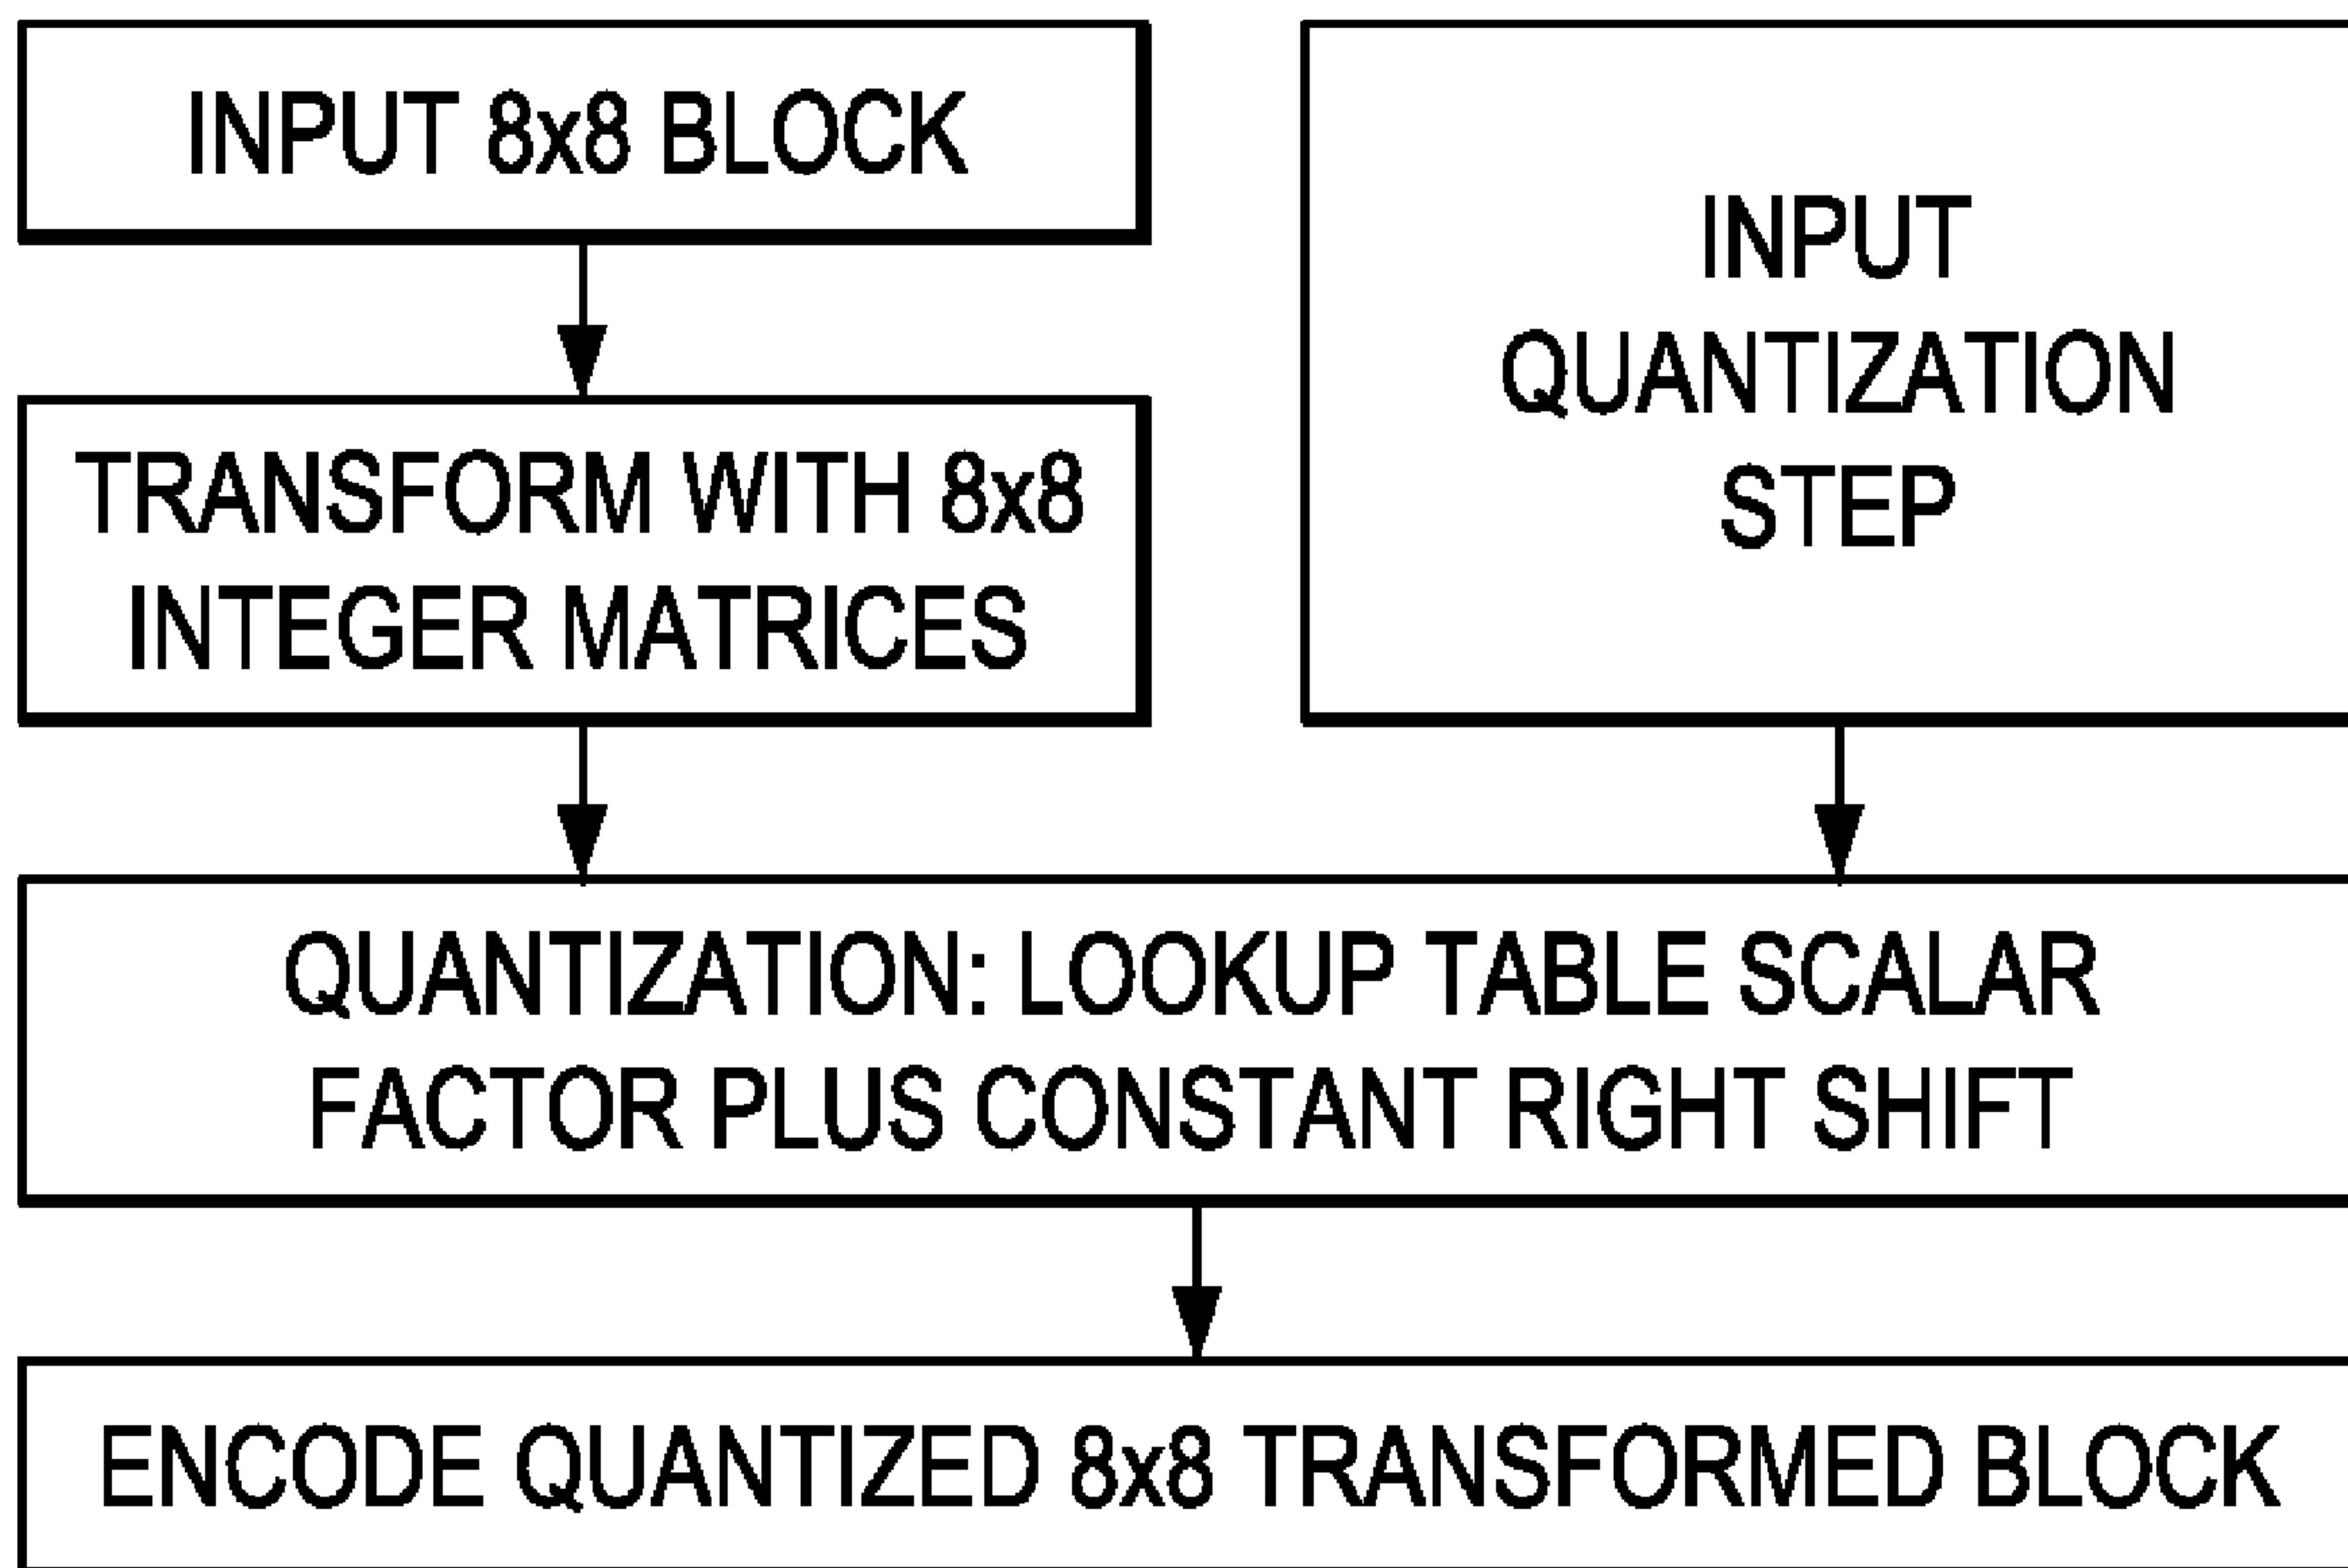 INPUT 8x8 BLOCK
TRANSFORM WITH 8x8
INTEGER MATRICES
INPUT
QUANTIZATION
STEP
QUANTIZATION: LOOKUP TABLE SCALAR
FACTOR PLUS CONSTANT RIGHT SHIFT
ENCODE QUANTIZED 8x8 TRANSFORMED BLOCK